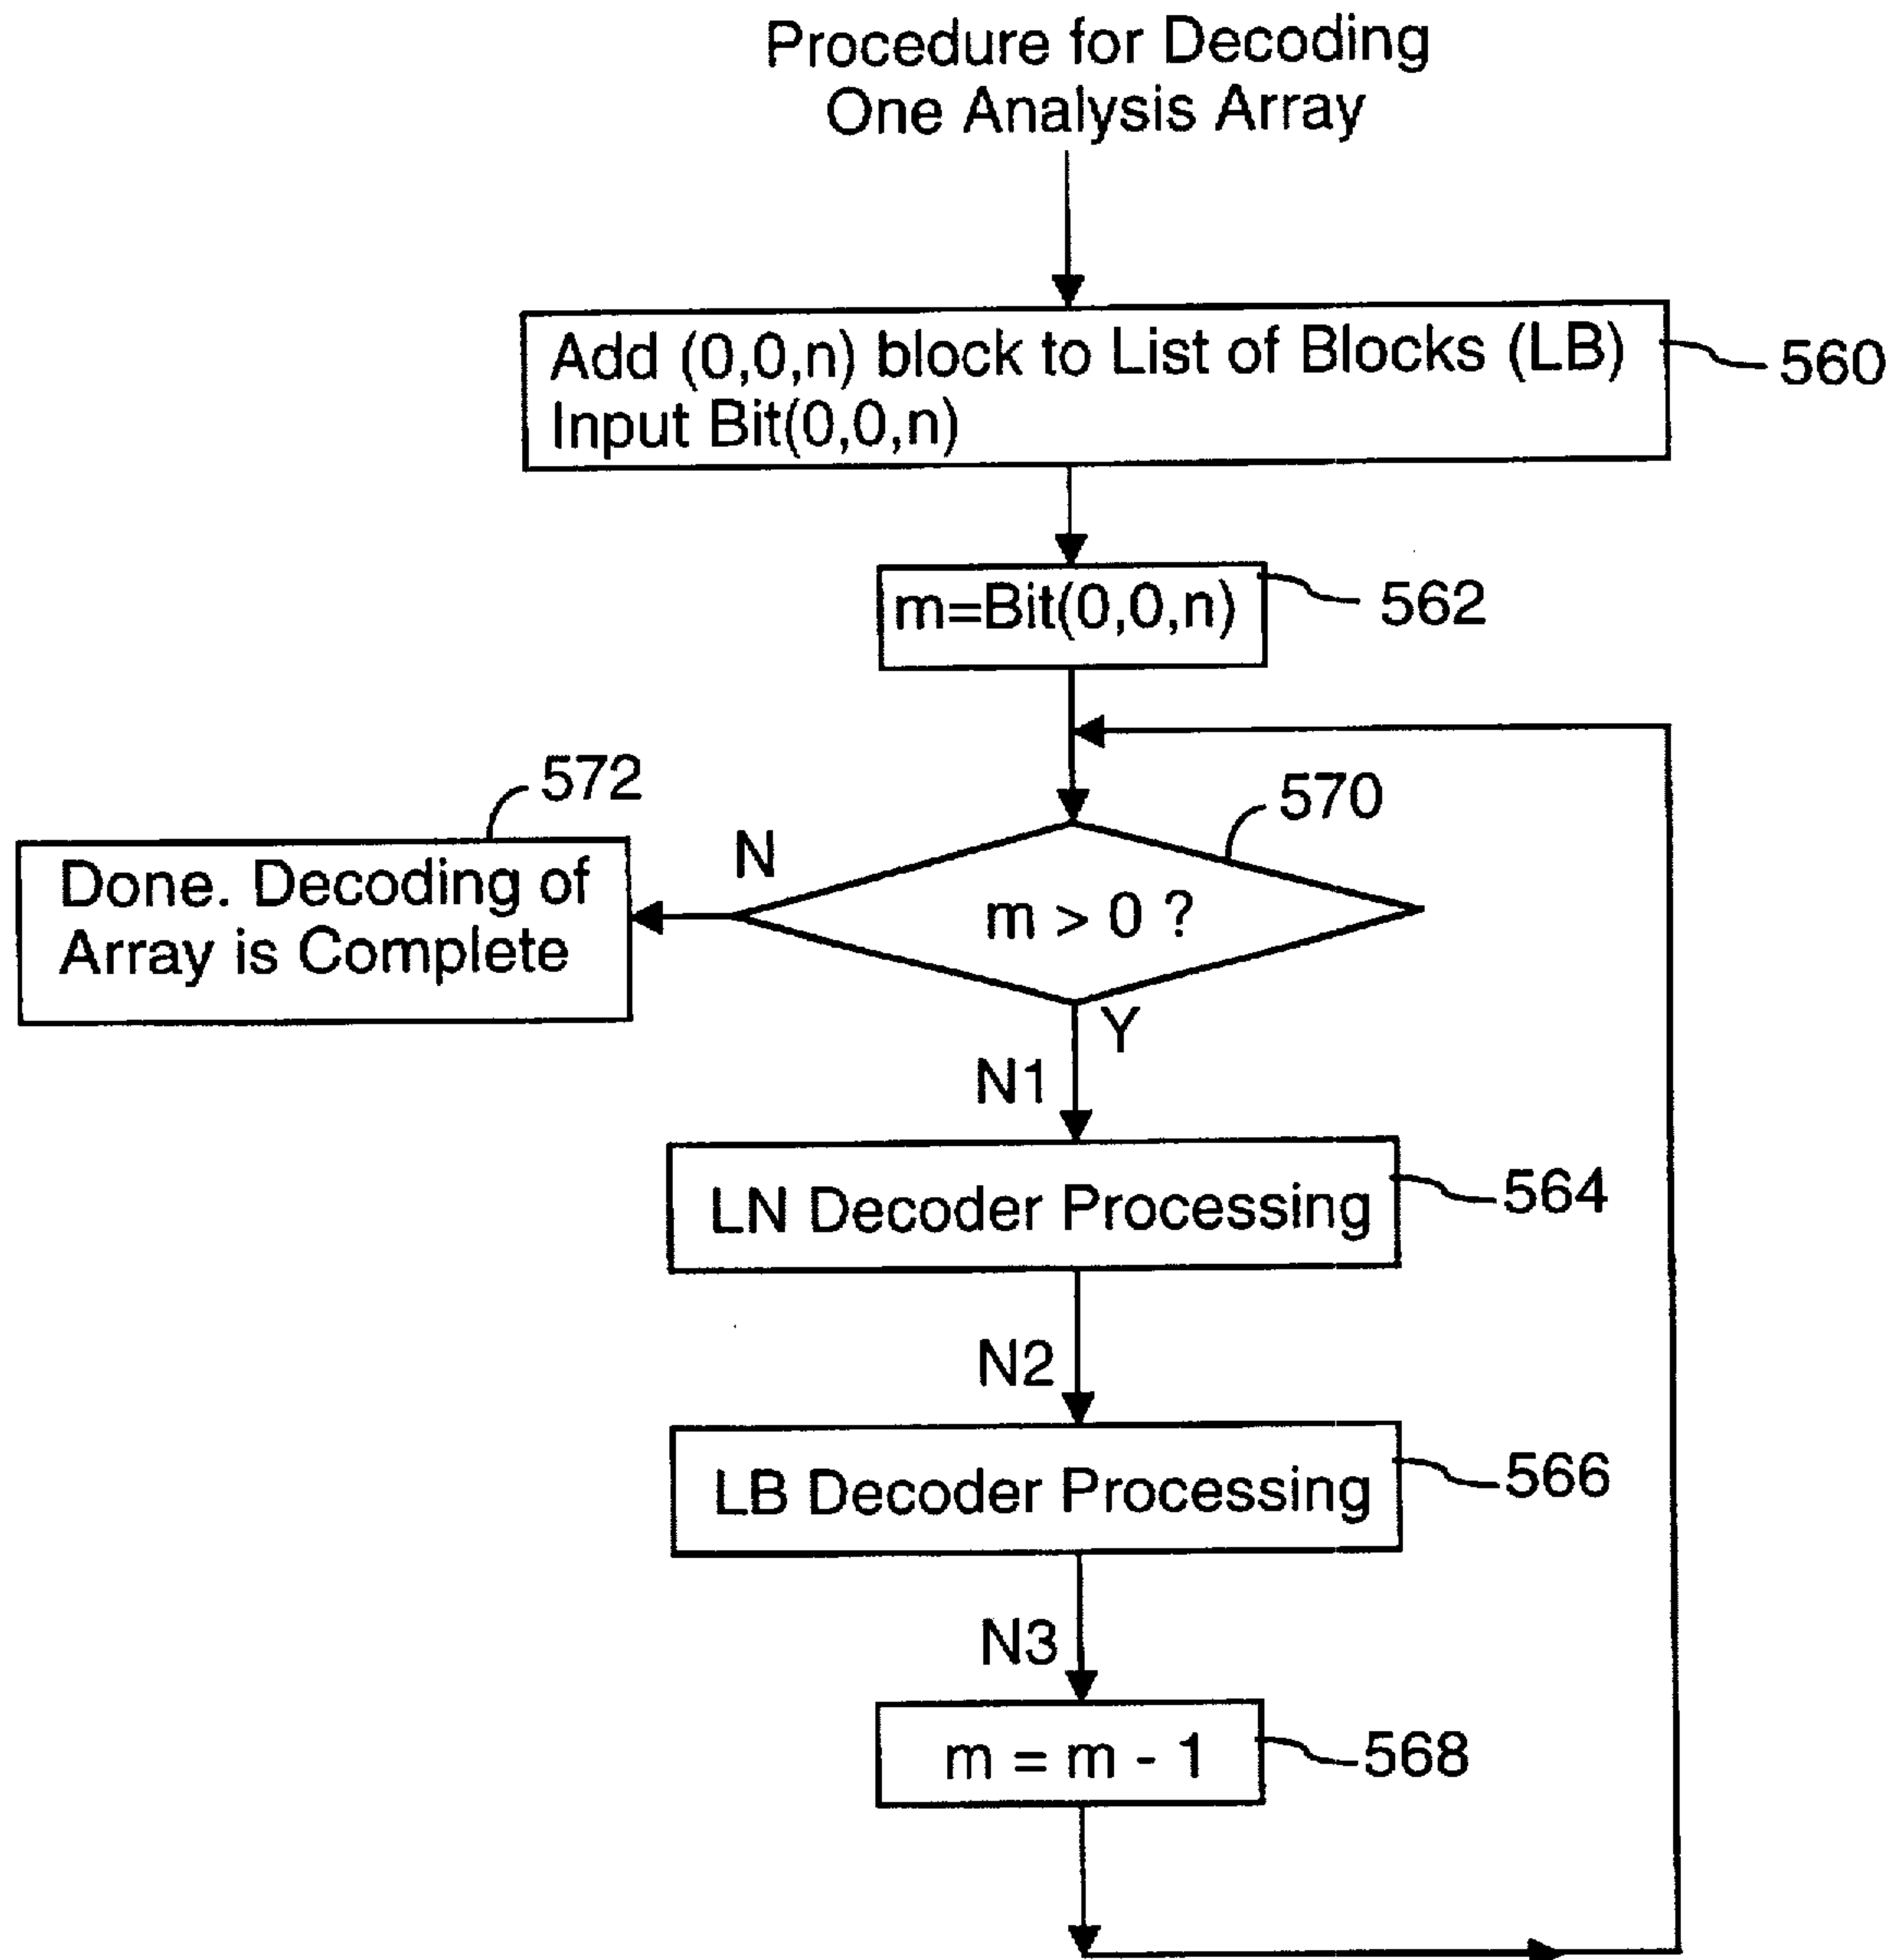 Procedure for Decoding
One Analysis Array
Add (0,0,n) block to List of Blocks (LB)
Input Bit(0,0,n)
560
m=Bit(0,0,n)
562
572
570
Done. Decoding of
Array is Complete
N
m > 0 ?
Y
N1
LN Decoder Processing
564
N2
LB Decoder Processing
566
N3
m = m - 1
568